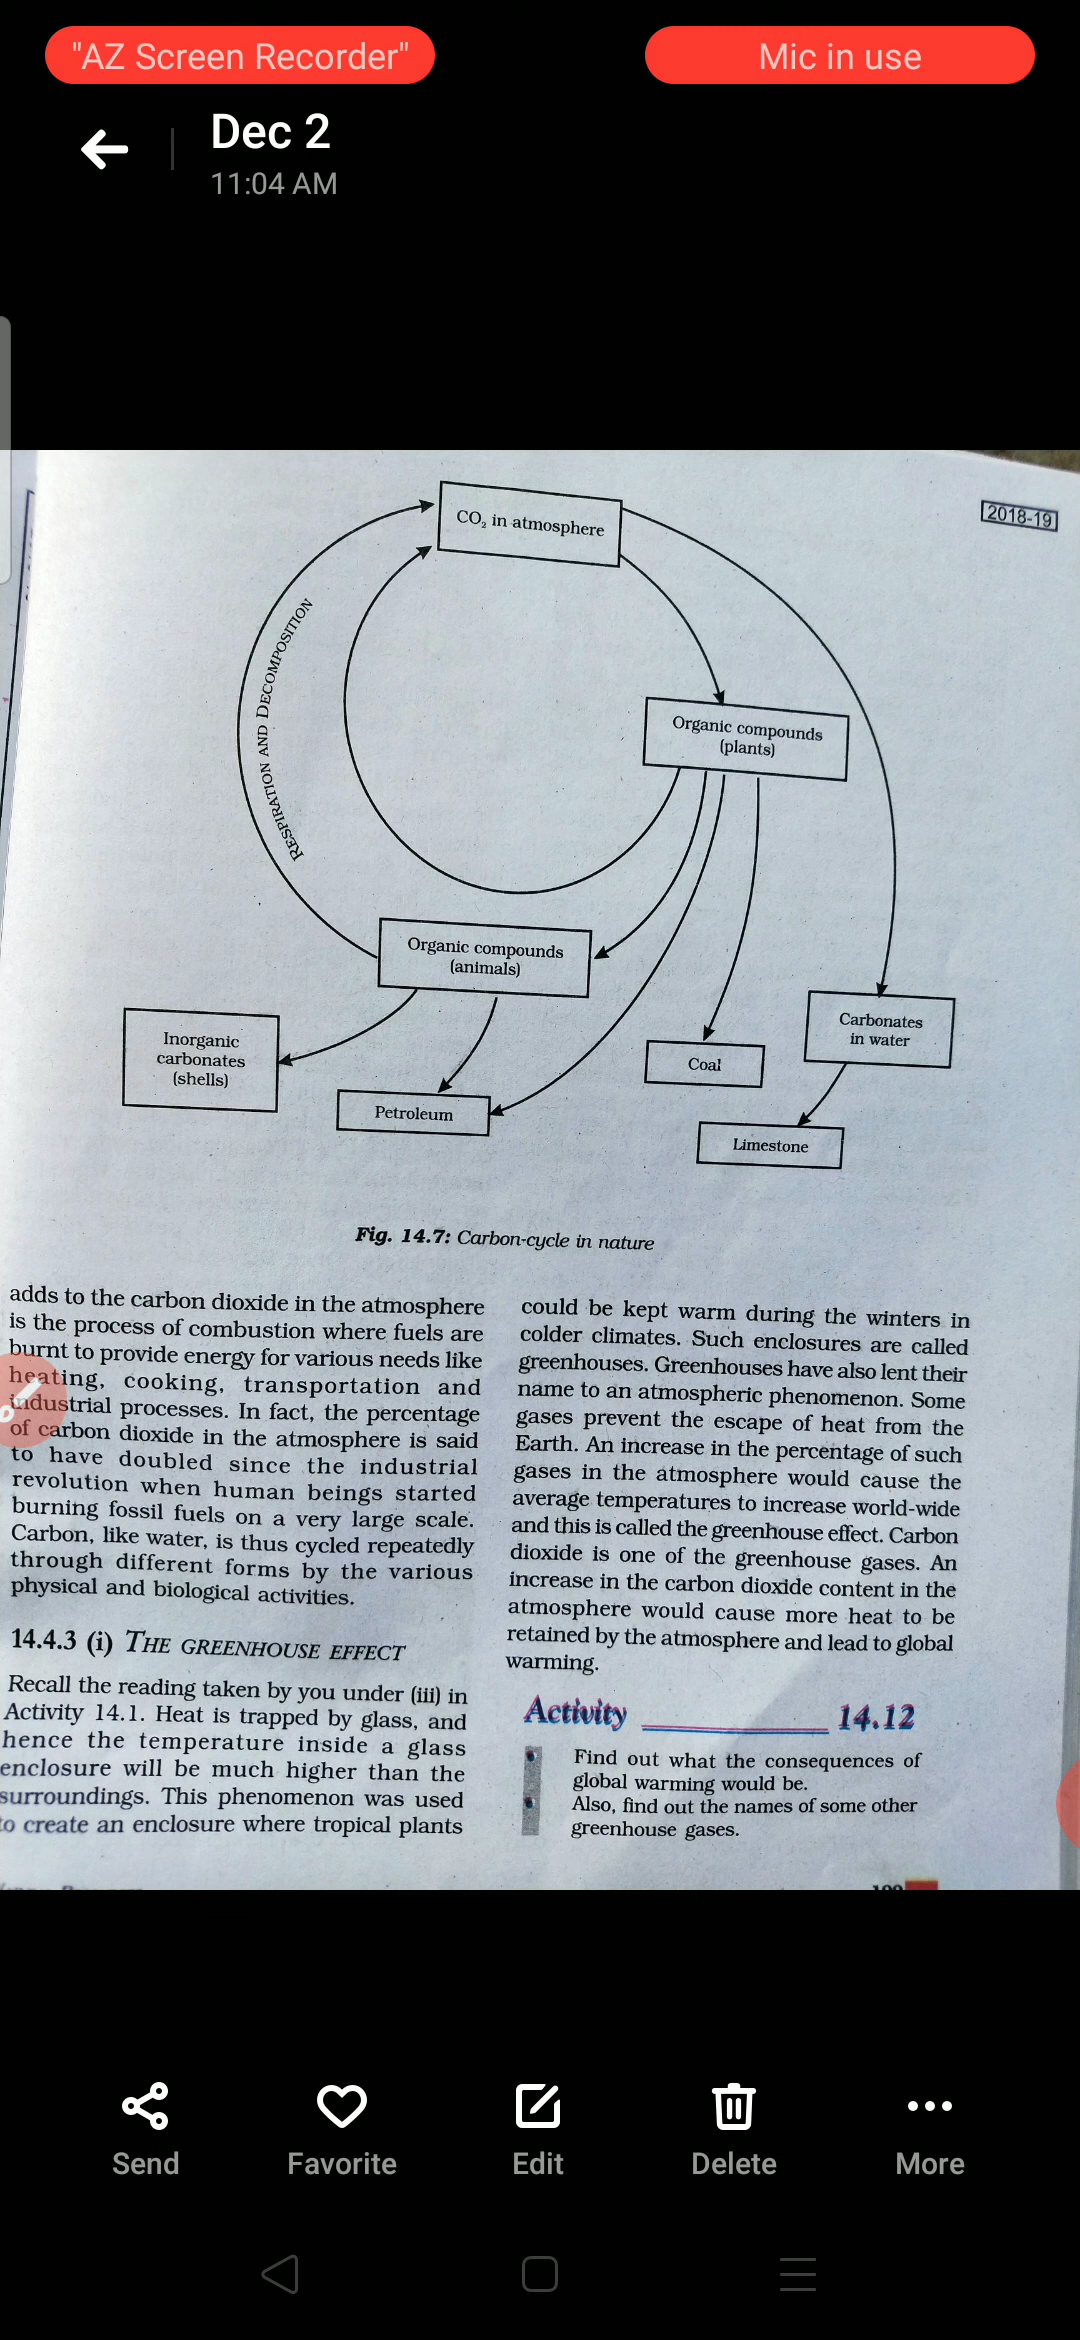 "AZ Screen Recorder"
Mic in use
Dec 2
11:04 AM
2018-19
CO₂ in atmosphere
RESPIRATION AND DECOMPOSITION
Organic compounds
(plants)
Organic compounds
(animals)
Inorganic
carbonates
(shells)
Petroleum
Coal
Carbonates
in water
Limestone
Fig. 14.7: Carbon-cycle in nature
adds to the carbon dioxide in the atmosphere
is the process of combustion where fuels are
burnt to provide energy for various needs like
heating, cooking, transportation and
industrial processes. In fact, the percentage
of carbon dioxide in the atmosphere is said
to have doubled since the industrial
revolution when human beings started
burning fossil fuels on a very large scale.
Carbon, like water, is thus cycled repeatedly
through different forms by the various
physical and biological activities.
14.4.3 (i) THE GREENHOUSE EFFECT
Recall the reading taken by you under (iii) in
Activity 14.1. Heat is trapped by glass, and
hence the temperature inside a glass
enclosure will be much higher than the
surroundings. This phenomenon was used
to create an enclosure where tropical plants
could be kept warm during the winters in
colder climates. Such enclosures are called
greenhouses. Greenhouses have also lent their
name to an atmospheric phenomenon. Some
gases prevent the escape of heat from the
Earth. An increase in the percentage of such
gases in the atmosphere would cause the
average temperatures to increase world-wide
and this is called the greenhouse effect. Carbon
dioxide is one of the greenhouse gases. An
increase in the carbon dioxide content in the
atmosphere would cause more heat to be
retained by the atmosphere and lead to global
warming.
Activity 14.12
Find out what the consequences of
global warming would be.
Also, find out the names of some other
greenhouse gases.
Send
Favorite
Edit
Delete
More